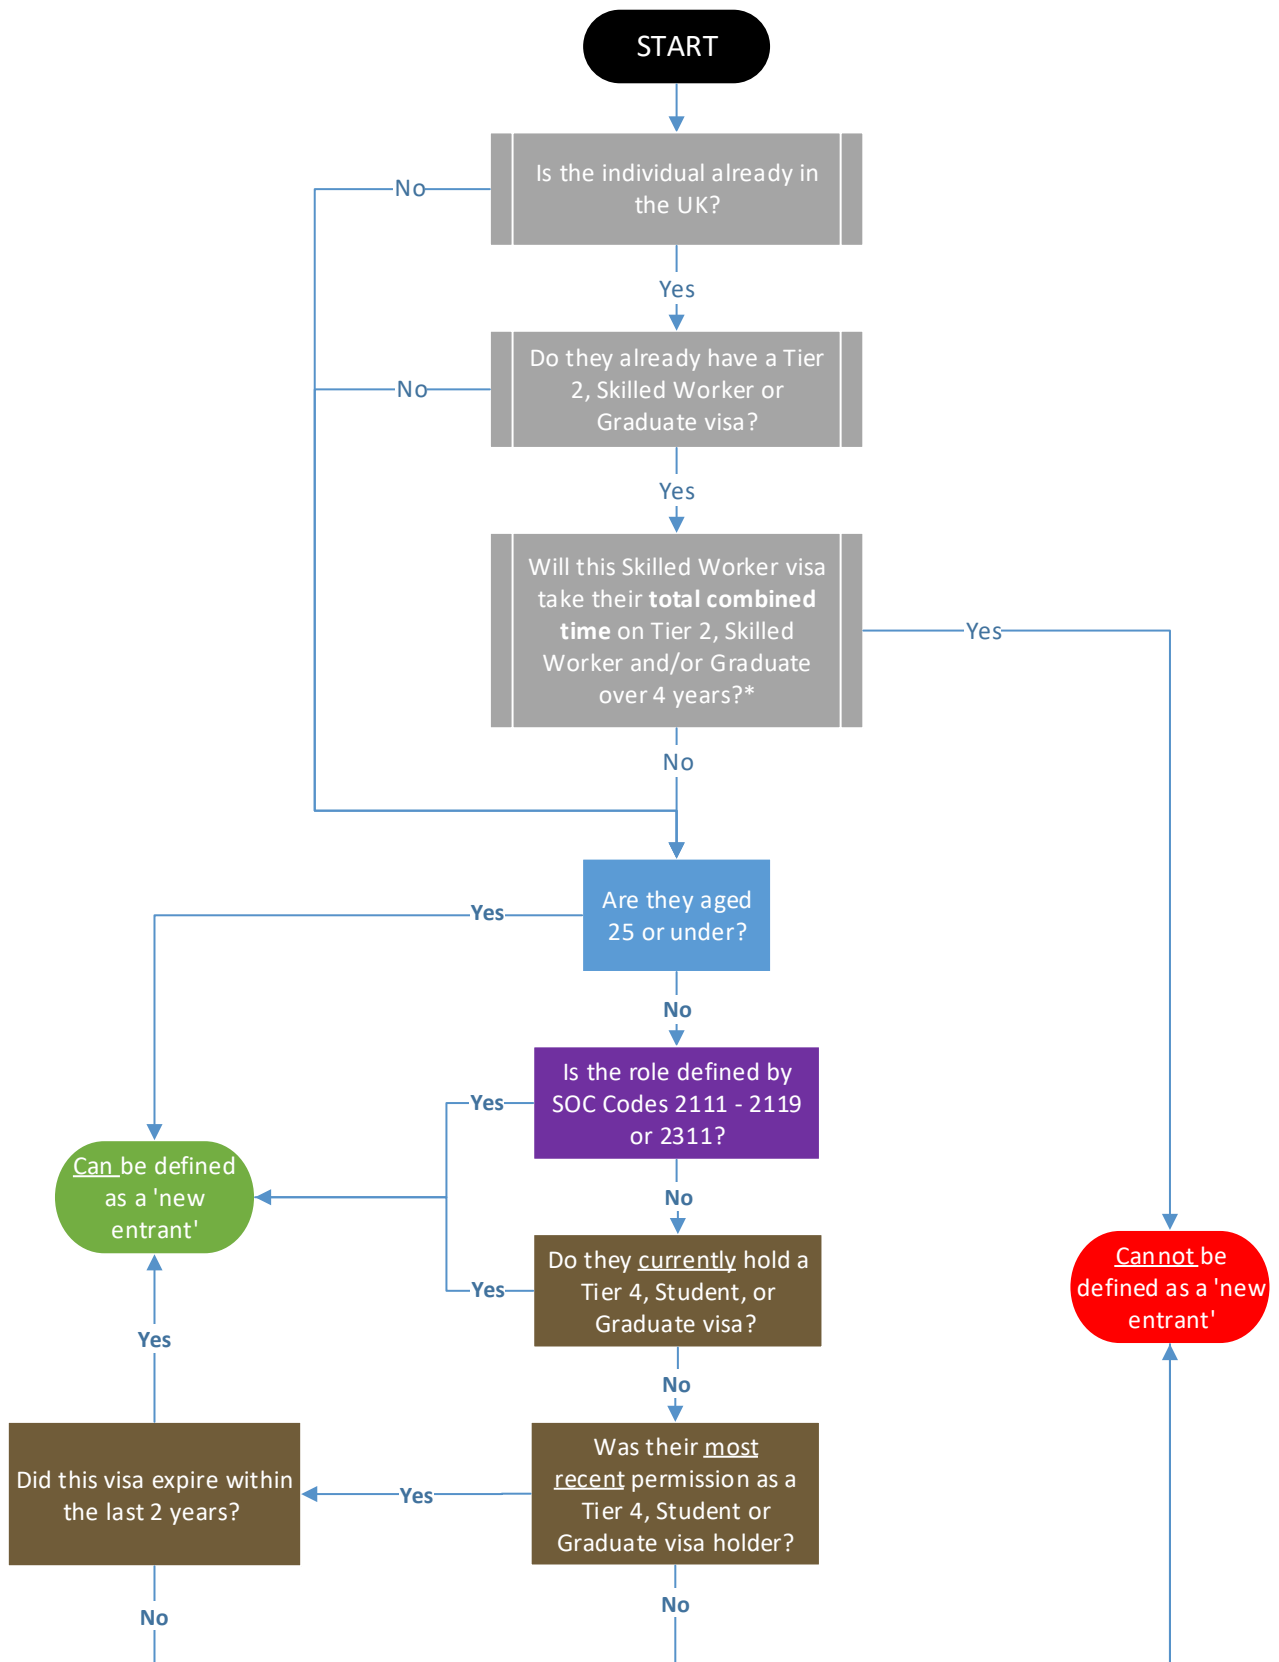 START
Is the individual already in
the UK?
No
Yes
Do they already have a Tier
2, Skilled Worker or
Graduate visa?
No
Yes
Will this Skilled Worker visa
take their total combined
time on Tier 2, Skilled
Worker and/or Graduate
over 4 years?*
Yes
No
Are they aged
25 or under?
Yes
No
Is the role defined by
SOC Codes 2111 - 2119
or 2311?
Yes
Can be defined
as a 'new
entrant'
No
Do they currently hold a
Tier 4, Student, or
Graduate visa?
Yes
Cannot be
defined as a 'new
entrant'
Yes
No
Was their most
recent permission as a
Tier 4, Student or
Graduate visa holder?
Yes
Did this visa expire within
the last 2 years?
No
No